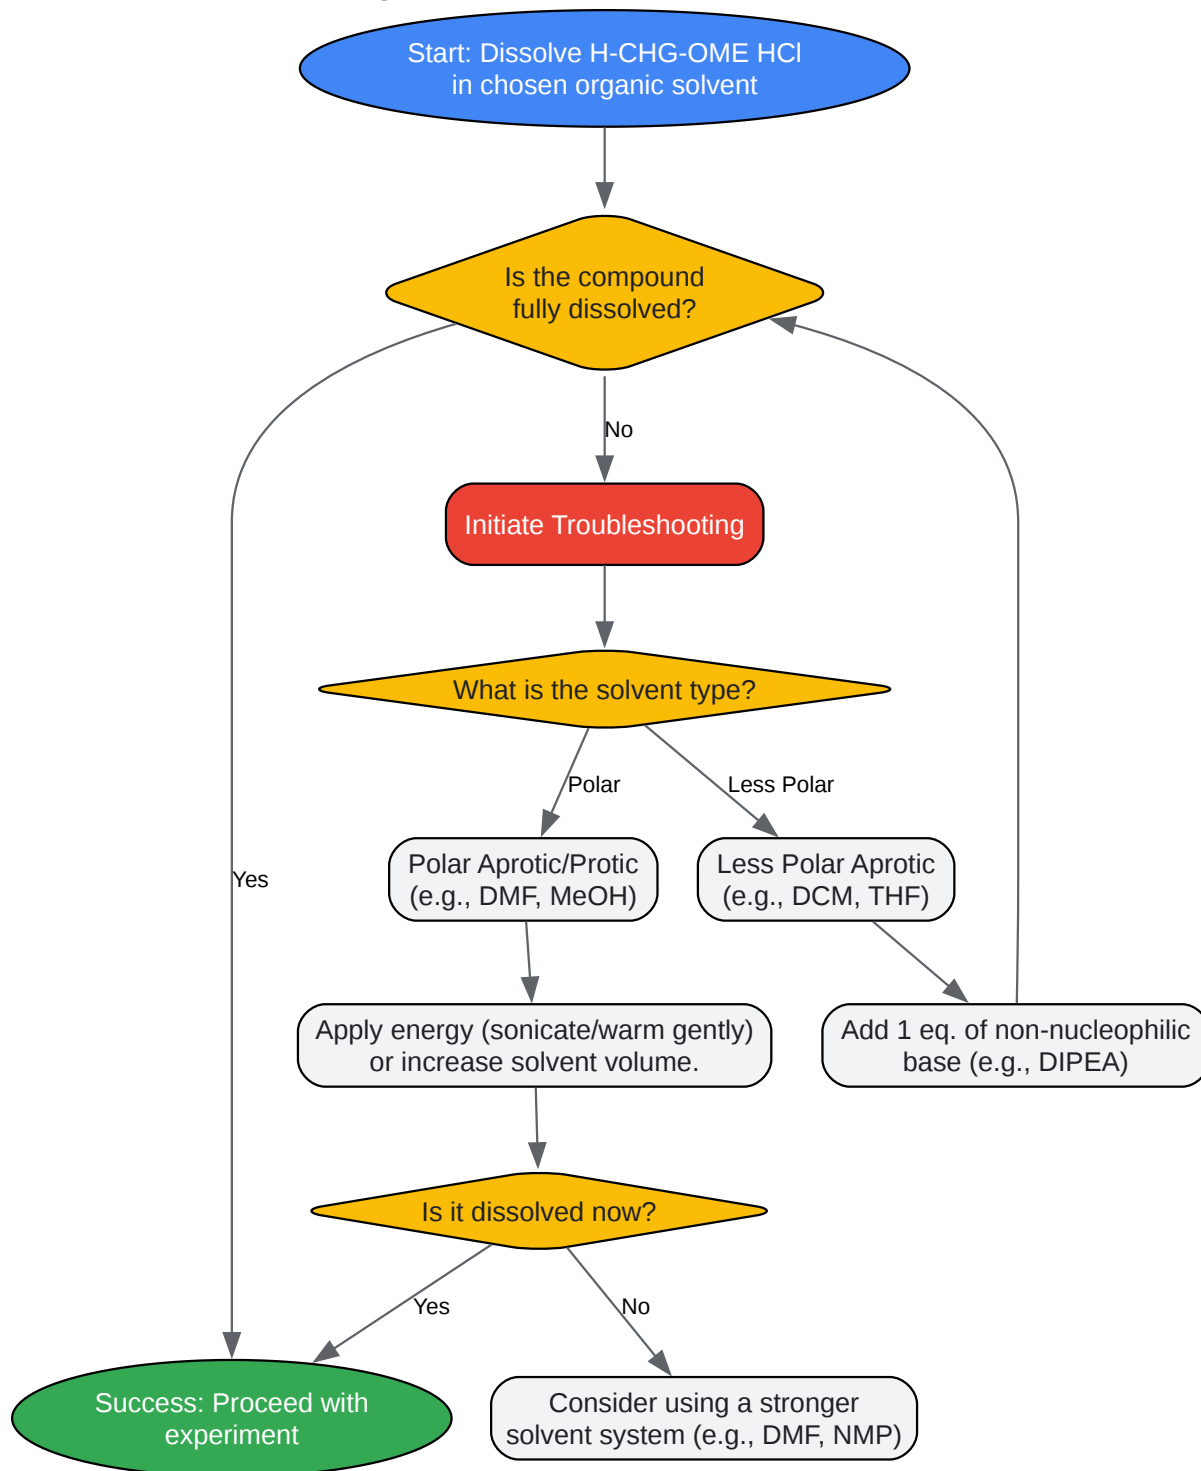 Start: Dissolve H-CHG-OME HCl
in chosen organic solvent
Is the compound
fully dissolved?
No
Initiate Troubleshooting
What is the solvent type?
Polar
Less Polar
Polar Aprotic/Protic
(e.g., DMF, MeOH)
Less Polar Aprotic
(e.g., DCM, THF)
Yes
Apply energy (sonicate/warm gently)
or increase solvent volume.
Add 1 eq. of non-nucleophilic
base (e.g., DIPEA)
Is it dissolved now?
Yes
No
Success: Proceed with
experiment
Consider using a stronger
solvent system (e.g., DMF, NMP)